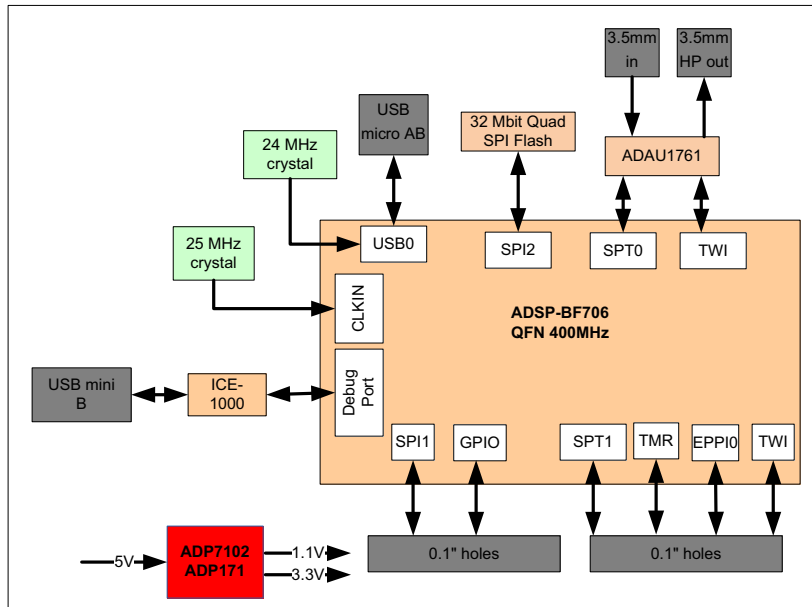 3.5mm
in
3.5mm
HP out
USB
micro AB
32 Mbit Quad
SPI Flash
24 MHz
crystal
ADAU1761
25 MHz
crystal
USB0
SPI2
SPT0
TWI
CLKIN
ADSP-BF706
QFN 400MHz
USB mini
B
ICE-
1000
Debug
Port
SPI1
GPIO
SPT1
TMR
EPPI0
TWI
5V
ADP7102
ADP171
1.1V
3.3V
0.1" holes
0.1" holes